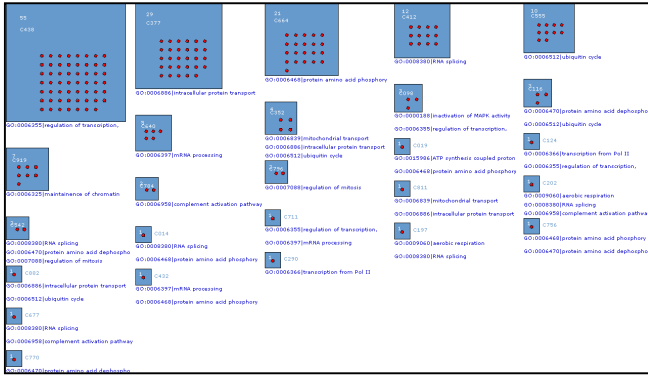 55
C438
GO:0006355|regulation of transcription,
C919
GO:0006325|maintainence of chromatin
C542
GO:0008380|RNA splicing
GO:0006470|protein amino acid dephospho
GO:0007088|regulation of mitosis
C882
GO:0006886|intracellular protein transport
GO:0006512|ubiquitin cycle
C677
GO:0008380|RNA splicing
GO:0006958|complement activation pathway
C770
GO:0006470|protein amino acid dephospho
29
C377
GO:0006886|intracellular protein transport
C640
GO:0006397|mRNA processing
C784
GO:0006958|complement activation pathway
C014
GO:0008380|RNA splicing
GO:0006468|protein amino acid phosphory
C432
GO:0006397|mRNA processing
GO:0006468|protein amino acid phosphory
21
C664
GO:0006468|protein amino acid phosphory
C352
GO:0006839|mitochondrial transport
GO:0006886|intracellular protein transport
GO:0006512|ubiquitin cycle
GO:0007088|regulation of mitosis
C711
GO:0006355|regulation of transcription,
GO:0006397|mRNA processing
C290
GO:0006366|transcription from Pol II
12
C412
GO:0008380|RNA splicing
C098
GO:0000188|inactivation of MAPK activity
GO:0006355|regulation of transcription,
C019
GO:0015986|ATP synthesis coupled proton
GO:0006468|protein amino acid phosphory
C811
GO:0006839|mitochondrial transport
GO:0006886|intracellular protein transport
C197
GO:0009060|aerobic respiration
GO:0008380|RNA splicing
10
C555
GO:0006512|ubiquitin cycle
C116
GO:0006470|protein amino acid dephospho
GO:0006512|ubiquitin cycle
C124
GO:0006366|transcription from Pol II
GO:0006355|regulation of transcription,
C202
GO:0009060|aerobic respiration
GO:0008380|RNA splicing
GO:0006958|complement activation pathwa
C756
GO:0006468|protein amino acid phosphory
GO:0006470|protein amino acid dephospho